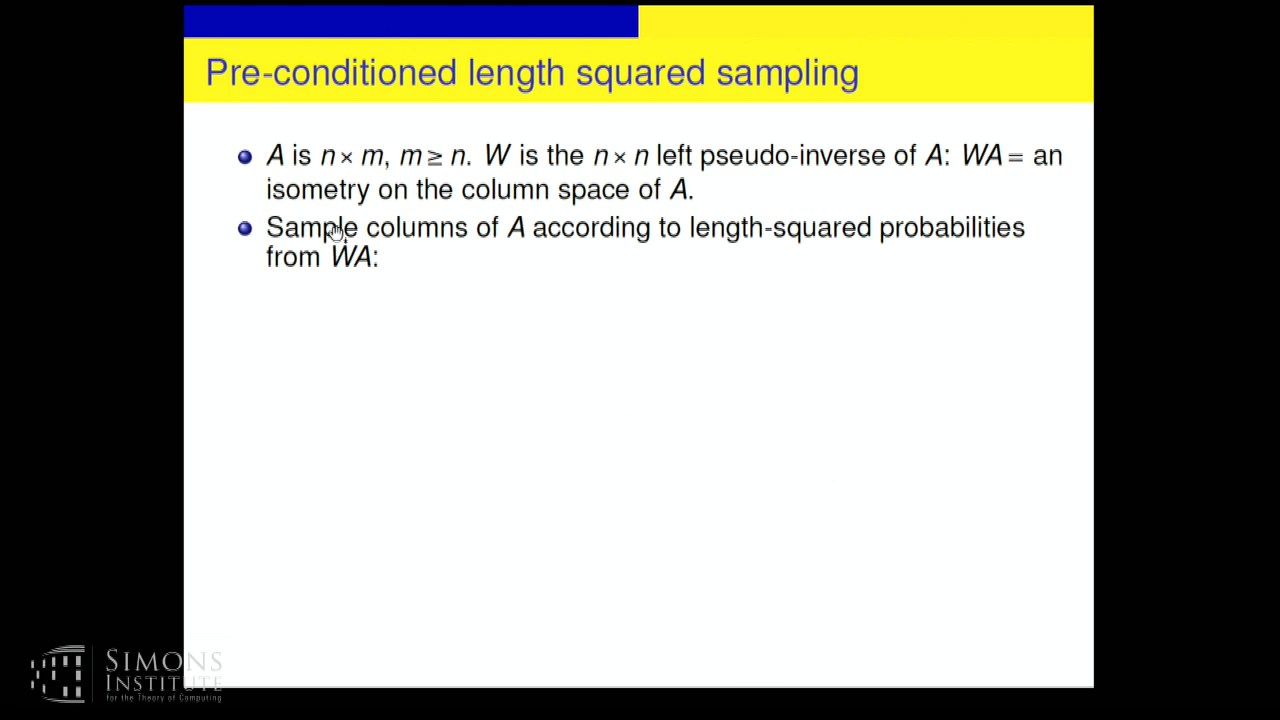 Pre-conditioned length squared sampling
A is n × m, m ≥ n. W is the n × n left pseudo-inverse of A: WA = an
isometry on the column space of A.
Sample columns of A according to length-squared probabilities
from WA:
SIMONS
INSTITUTE
for the Theory of Computing